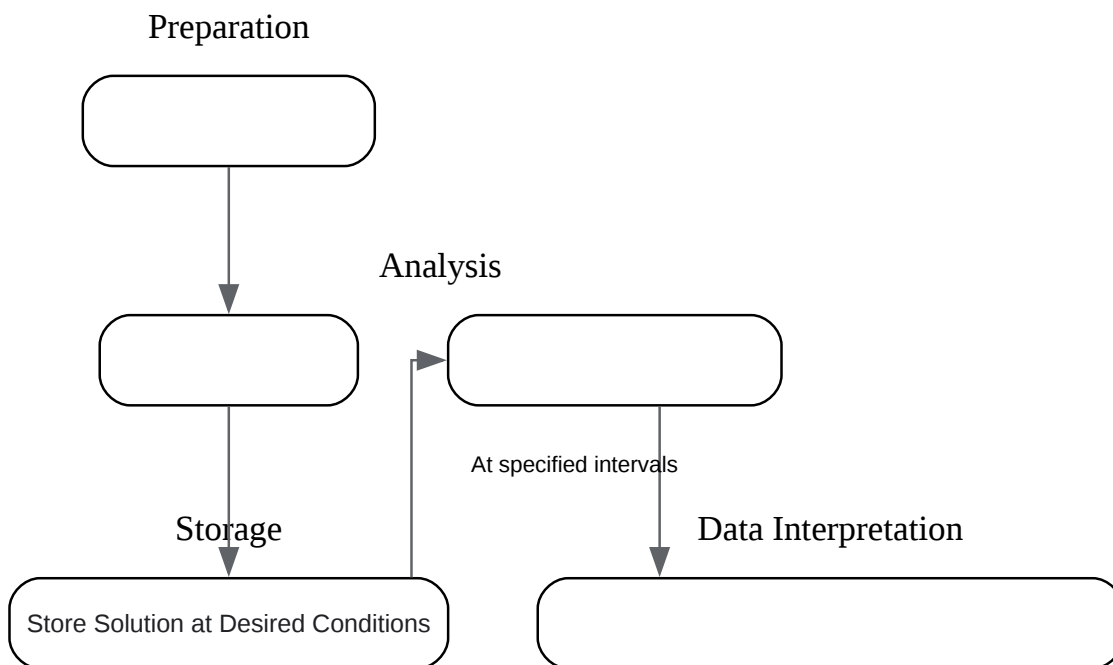 Preparation
Analysis
At specified intervals
Storage
Data Interpretation
Store Solution at Desired Conditions